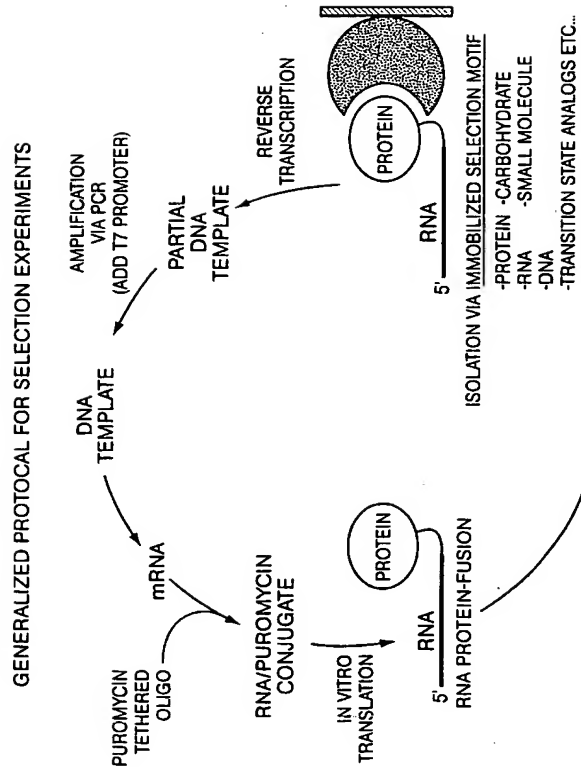 GENERALIZED PROTOCAL FOR SELECTION EXPERIMENTS
AMPLIFICATION
VIA PCR
(ADD T7 PROMOTER)
DNA
TEMPLATE
PARTIAL
DNA
TEMPLATE
REVERSE
TRANSCRIPTION
mRNA
PUROMYCIN
TETHERED
OLIGO
RNA/PUROMYCIN
CONJUGATE
IN VITRO
TRANSLATION
PROTEIN
RNA
5'
RNA PROTEIN-FUSION
PROTEIN
RNA
5'
ISOLATION VIA IMMOBILIZED SELECTION MOTIF
-PROTEIN -CARBOHYDRATE
-RNA -SMALL MOLECULE
-DNA
-TRANSITION STATE ANALOGS ETC...